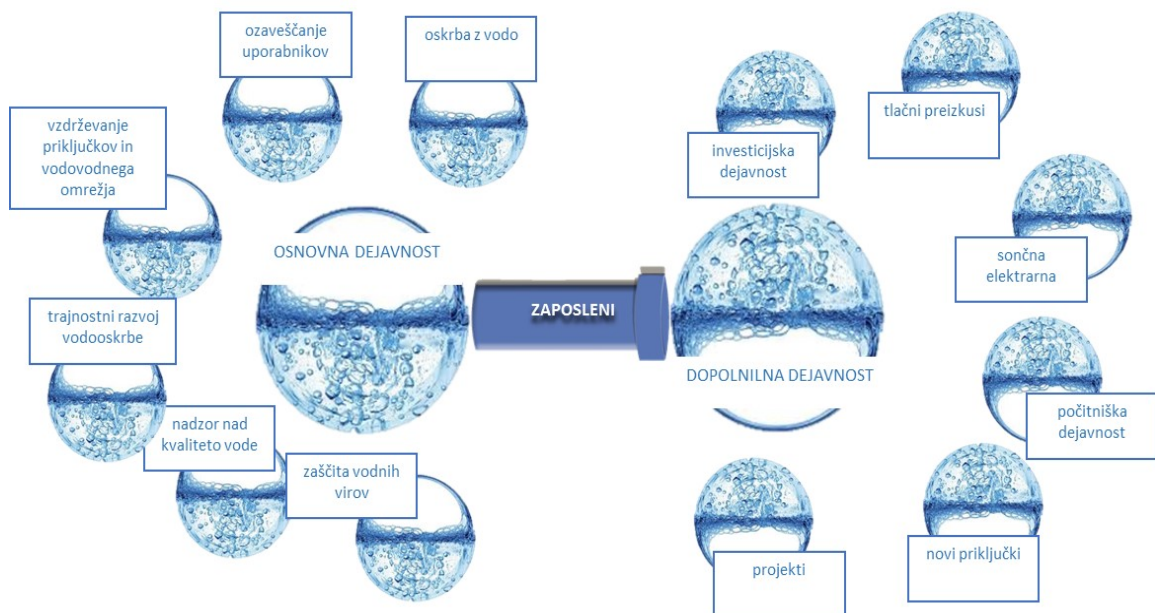 ozaveščanje
uporabnikov
oskrba z vodo
vzdrževanje
priključkov in
vodovodnega
omrežja
OSNOVNA DEJAVNOST
trajnostni razvoj
vodooskrbe
nadzor nad
kvaliteto vode
zaščita vodnih
virov
ZAPOSLENI
investicijska
dejavnost
tlačni preizkusi
sončna
elektrarna
DOPOLNILNA DEJAVNOST
počitniška
dejavnost
novi priključki
projekti